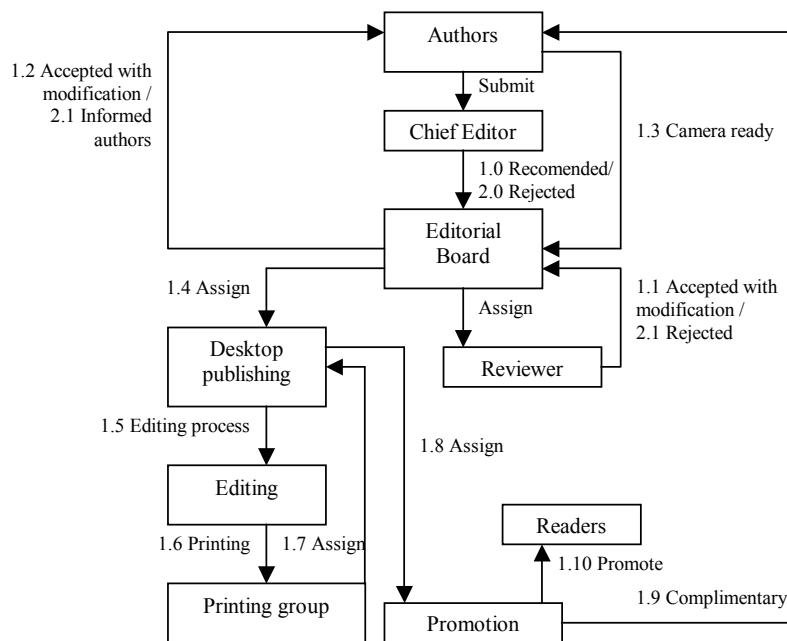 Authors
1.2 Accepted with
modification /
2.1 Informed
authors
Submit
Chief Editor
1.3 Camera ready
1.0 Recomended/
2.0 Rejected
Editorial
Board
1.4 Assign
Assign
1.1 Accepted with
modification /
2.1 Rejected
Desktop
publishing
Reviewer
1.5 Editing process
1.8 Assign
Editing
Readers
1.6 Printing
1.7 Assign
1.10 Promote
Printing group
Promotion
1.9 Complimentary